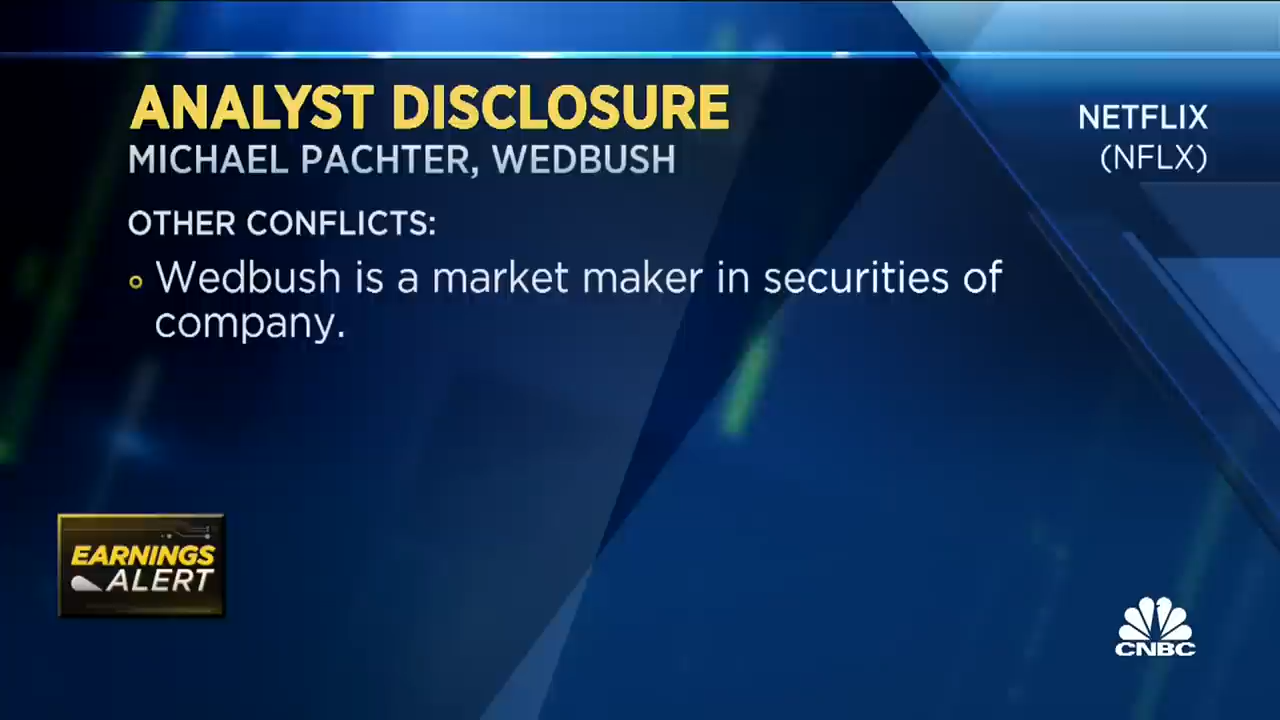 ANALYST DISCLOSURE
MICHAEL PACHTER, WEDBUSH
NETFLIX
(NFLX)
OTHER CONFLICTS:
Wedbush is a market maker in securities of
company.
EARNINGS
ALERT
CNBC